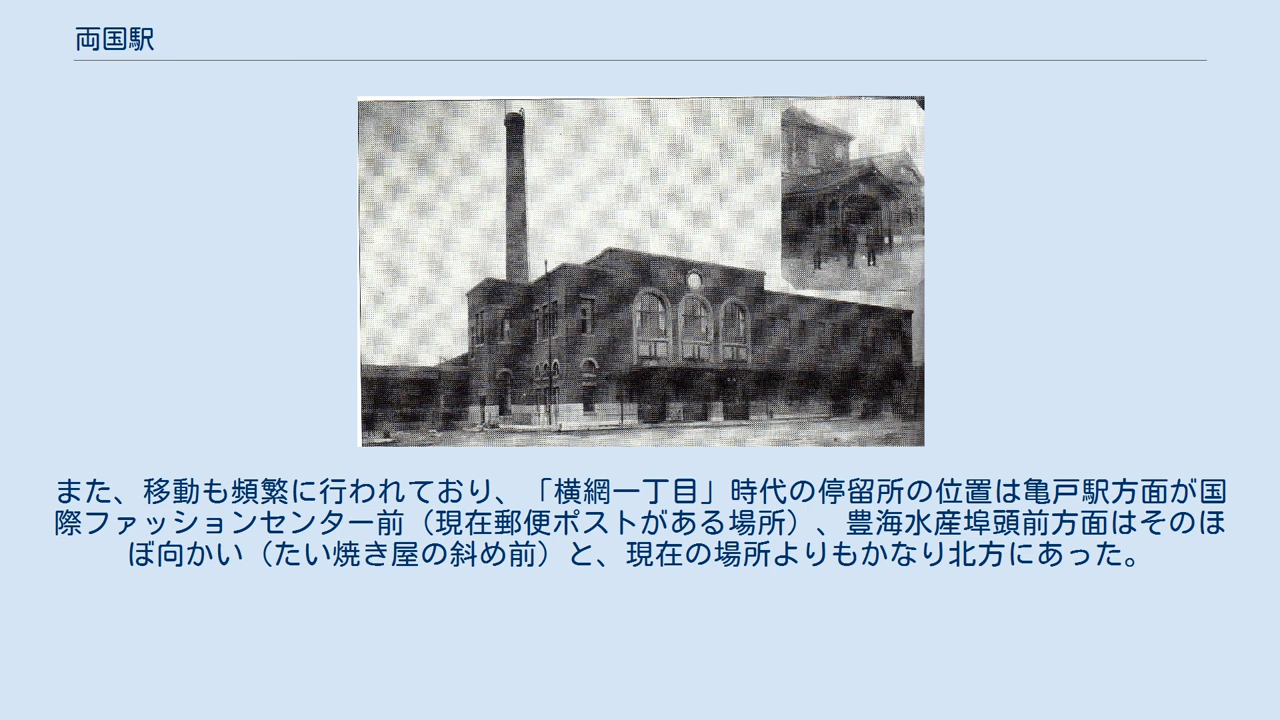 両国駅
また、移動も頻繁に行われており、「横網一丁目」時代の停留所の位置は亀戸駅方面が国
際ファッションセンター前（現在郵便ポストがある場所）、豊海水産埠頭前方面はそのほ
ぼ向かい（たい焼き屋の斜め前）と、現在の場所よりもかなり北方にあった。